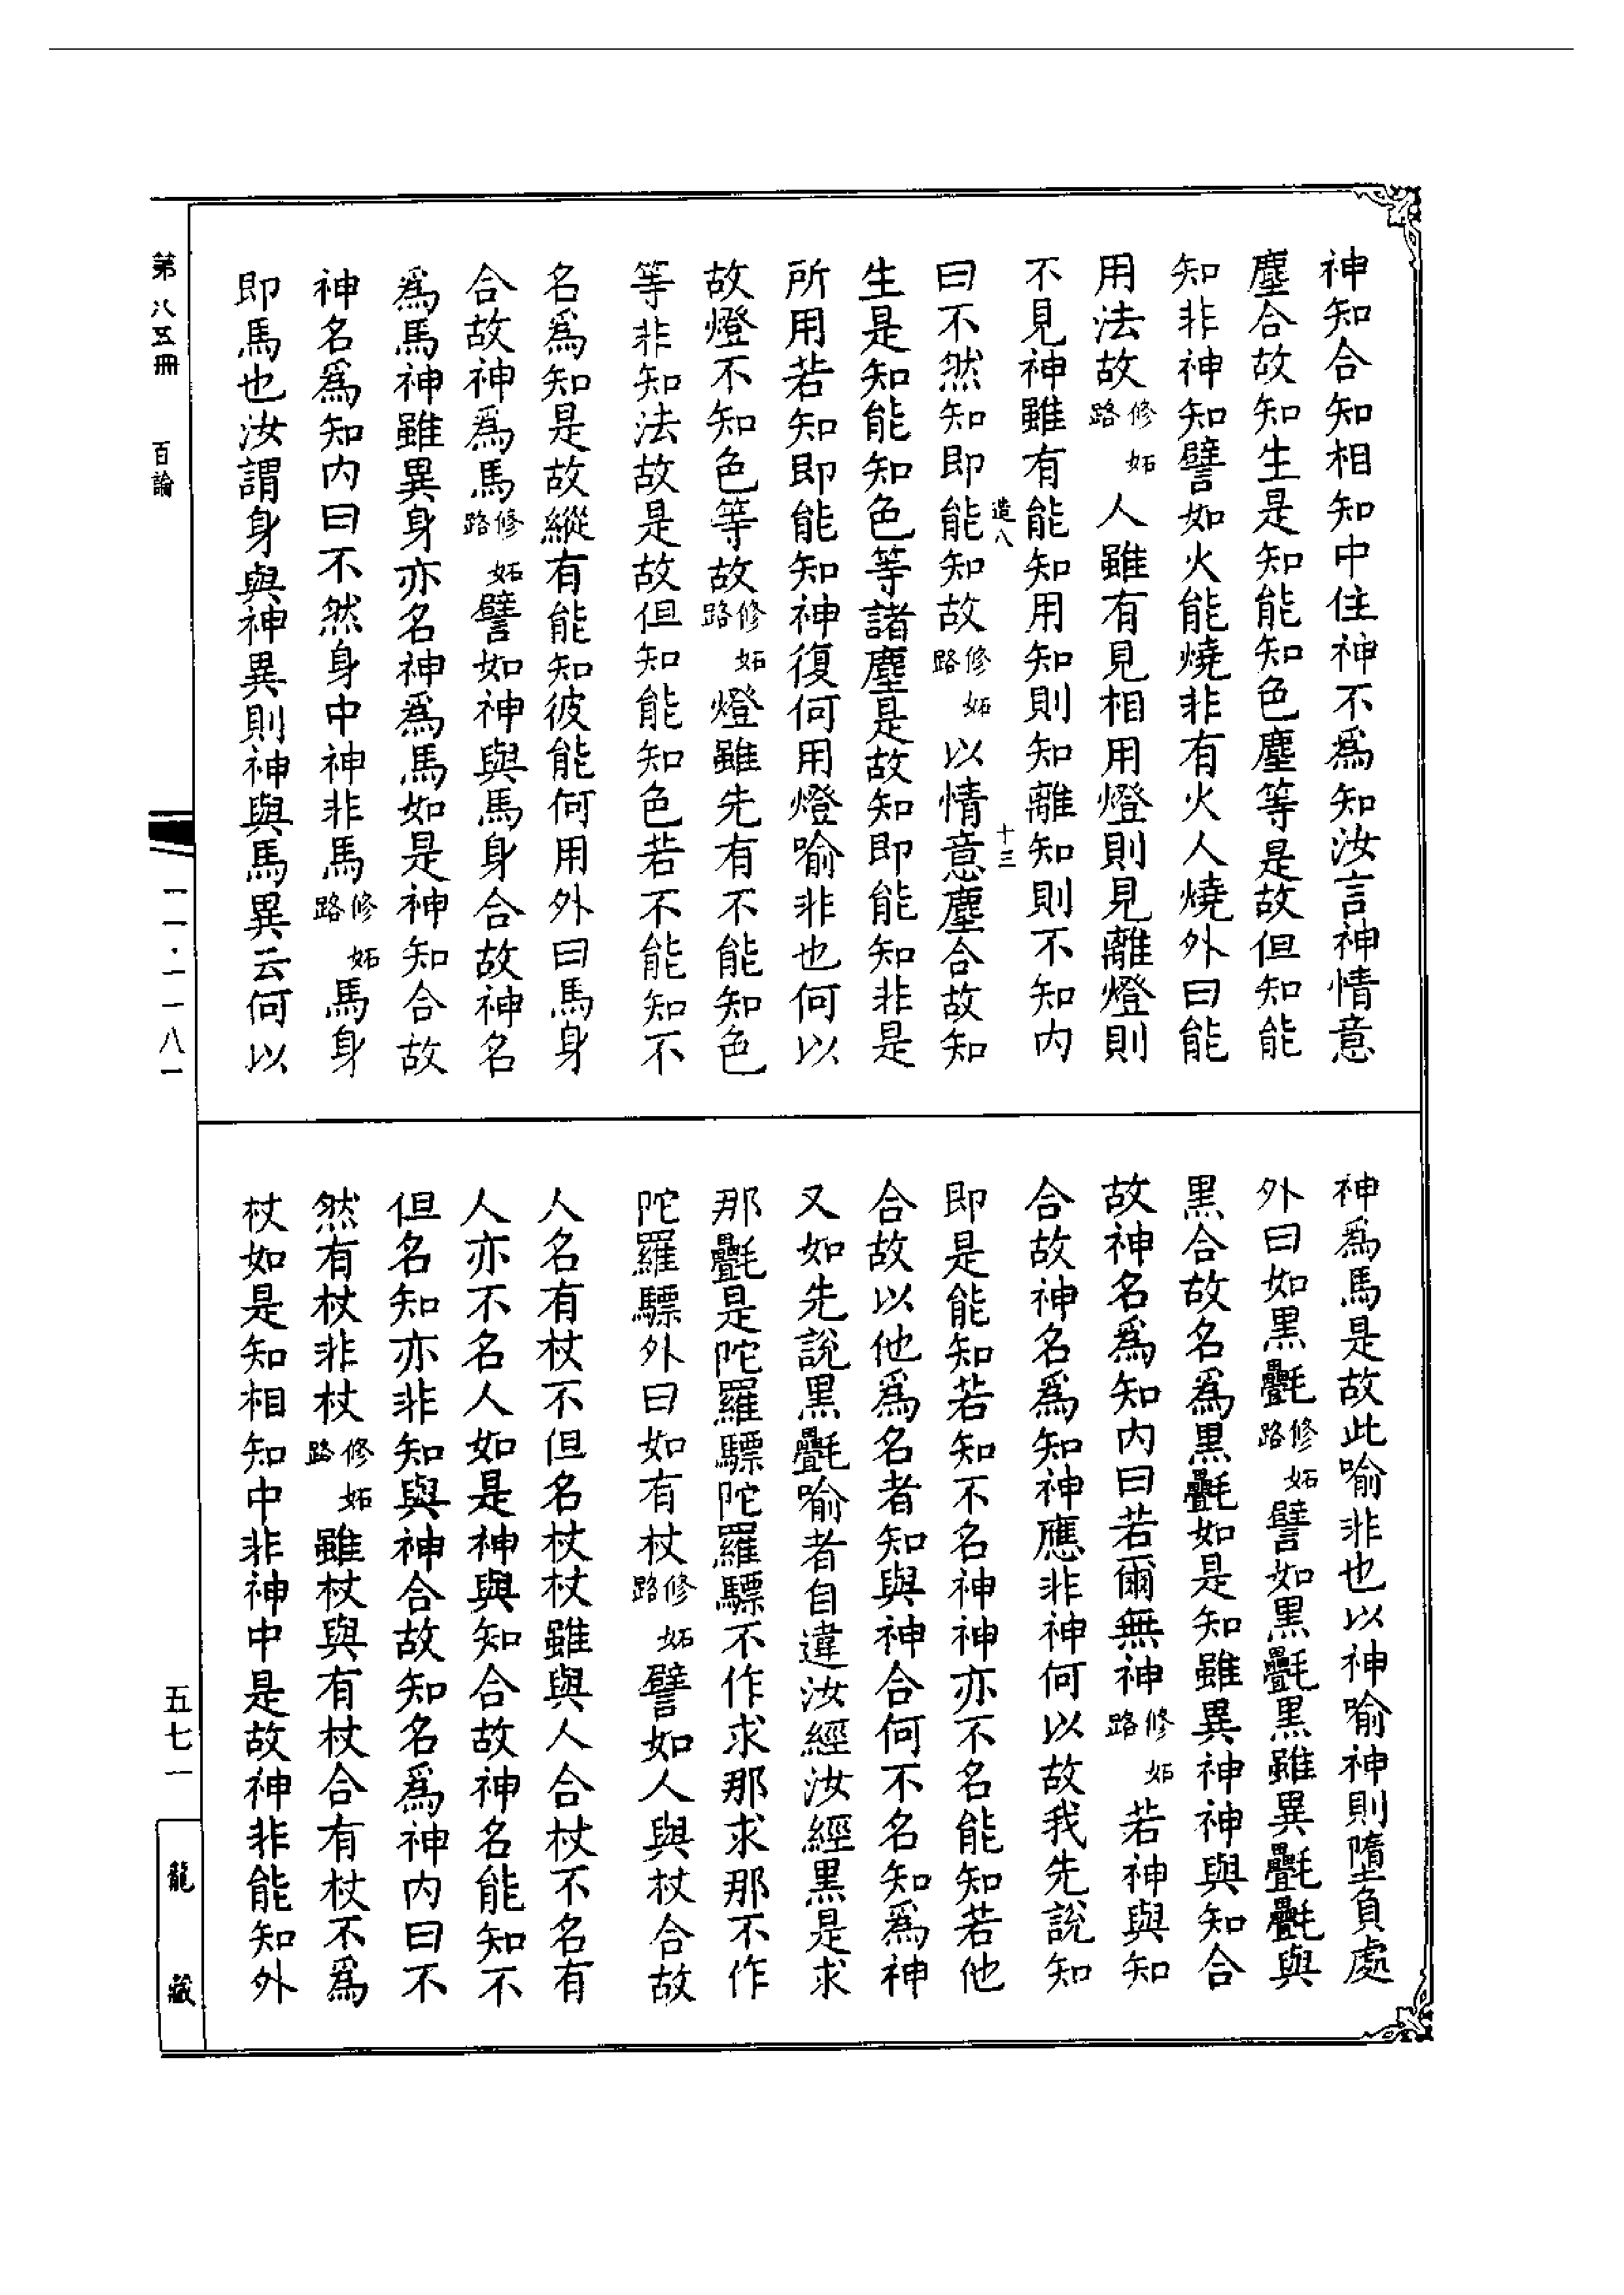 神知合知相知中住神不爲知汝言神情意
塵合故知生是知能知色塵等是故但知能
知非神知譬如火能燒非有火人燒外曰能
用法故修妬路人雖有見相用燈則見離燈則
不見神雖有能知用知則知離知則不知内
造八 十三
曰不然知即能知故修妬路以情意塵合故知
生是知能知色等諸塵是故知即能知非是
所用若知即能知神復何用燈喻非也何以
故燈不知色等故修妬路燈雖先有不能知色
等非知法故是故但知能知色若不能知不
名爲知是故縱有能知彼能何用外曰馬身
合故神爲馬修妬路譬如神與馬身合故神名
爲馬神雖異身亦名神爲馬如是神知合故
神名爲知内曰不然身中神非馬修妬路馬身
即馬也汝謂身與神異則神與馬異云何以
神爲馬是故此喻非也以神喻神則墮負處
外曰如黒㲲修妬路譬如黒㲲黒雖異㲲㲲與
黒合故名爲黒㲲如是知雖異神神與知合
故神名爲知内曰若爾無神修妬路若神與知
合故神名爲知神應非神何以故我先說知
即是能知若知不名神神亦不名能知若他
合故以他爲名者知與神合何不名知爲神
又如先說黒㲲喻者自違汝經汝經黒是求
那㲲是陀羅驃陀羅驃不作求那求那不作
陀羅驃外曰如有杖修妬路譬如人與杖合故
人名有杖不但名杖杖雖與人合杖不名有
人亦不名人如是神與知合故神名能知不
但名知亦非知與神合故知名爲神内曰不
然有杖非杖修妬路雖杖與有杖合有杖不爲
杖如是知相知中非神中是故神非能知外
第八五冊 百論
一一·一一八一
五七一
龍藏